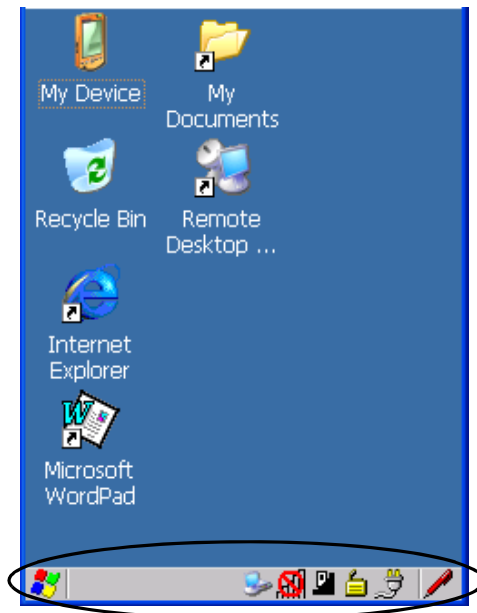 My Device
My
Documents
Recycle Bin
Remote
Desktop ...
Internet
Explorer
Microsoft
WordPad